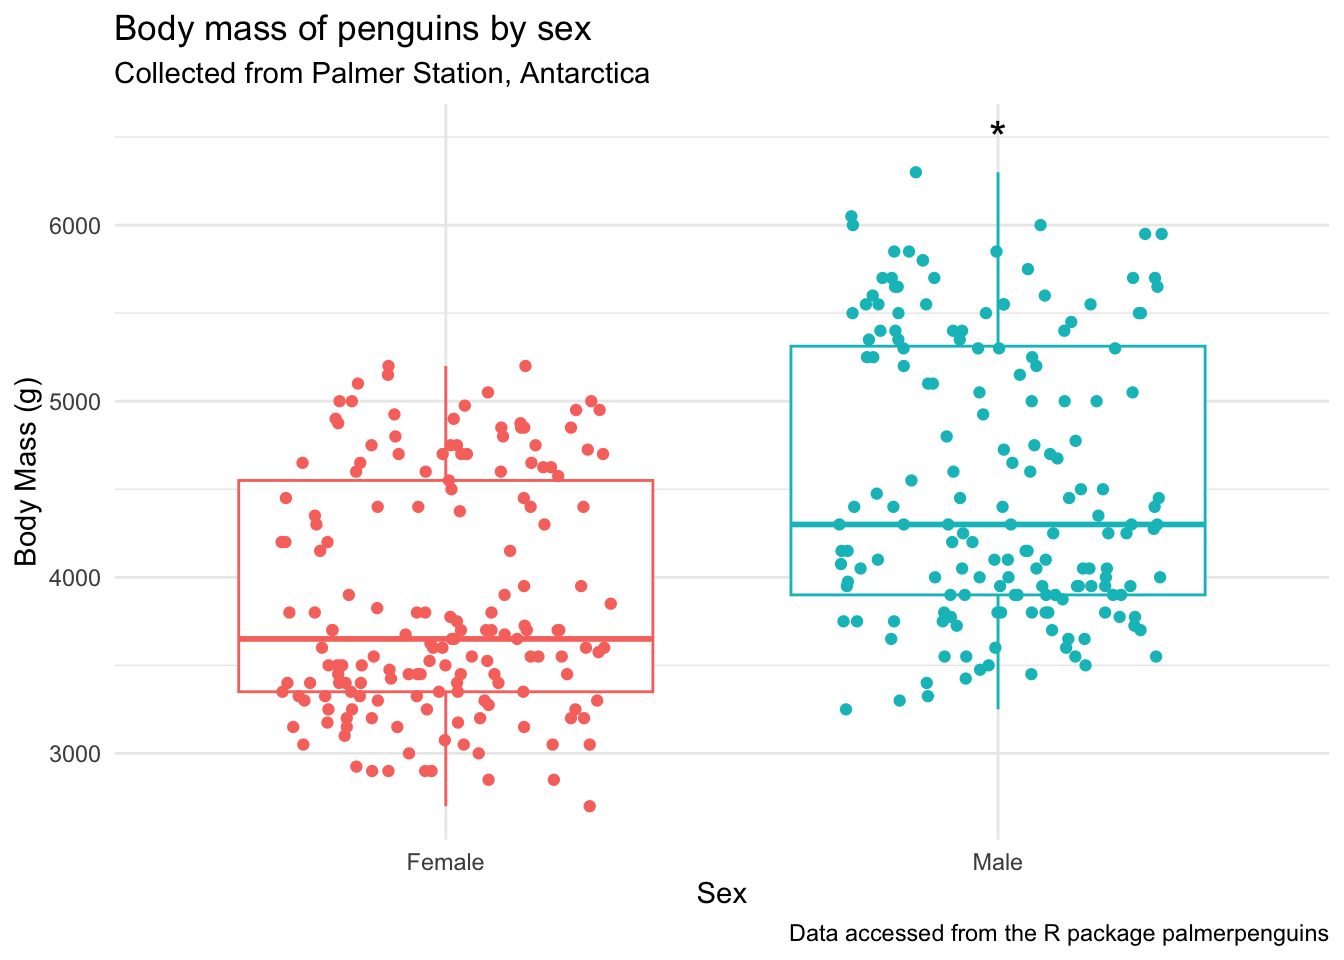 Body mass of penguins by sex
Collected from Palmer Station, Antarctica
*
6000
5000
4000
3000
Body Mass (g)
Female Male
Sex
Data accessed from the R package palmerpenguins